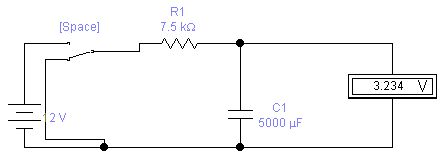 [Space]
R1
7.5 kΩ
3.234 V
12 V
C1
5000 µF